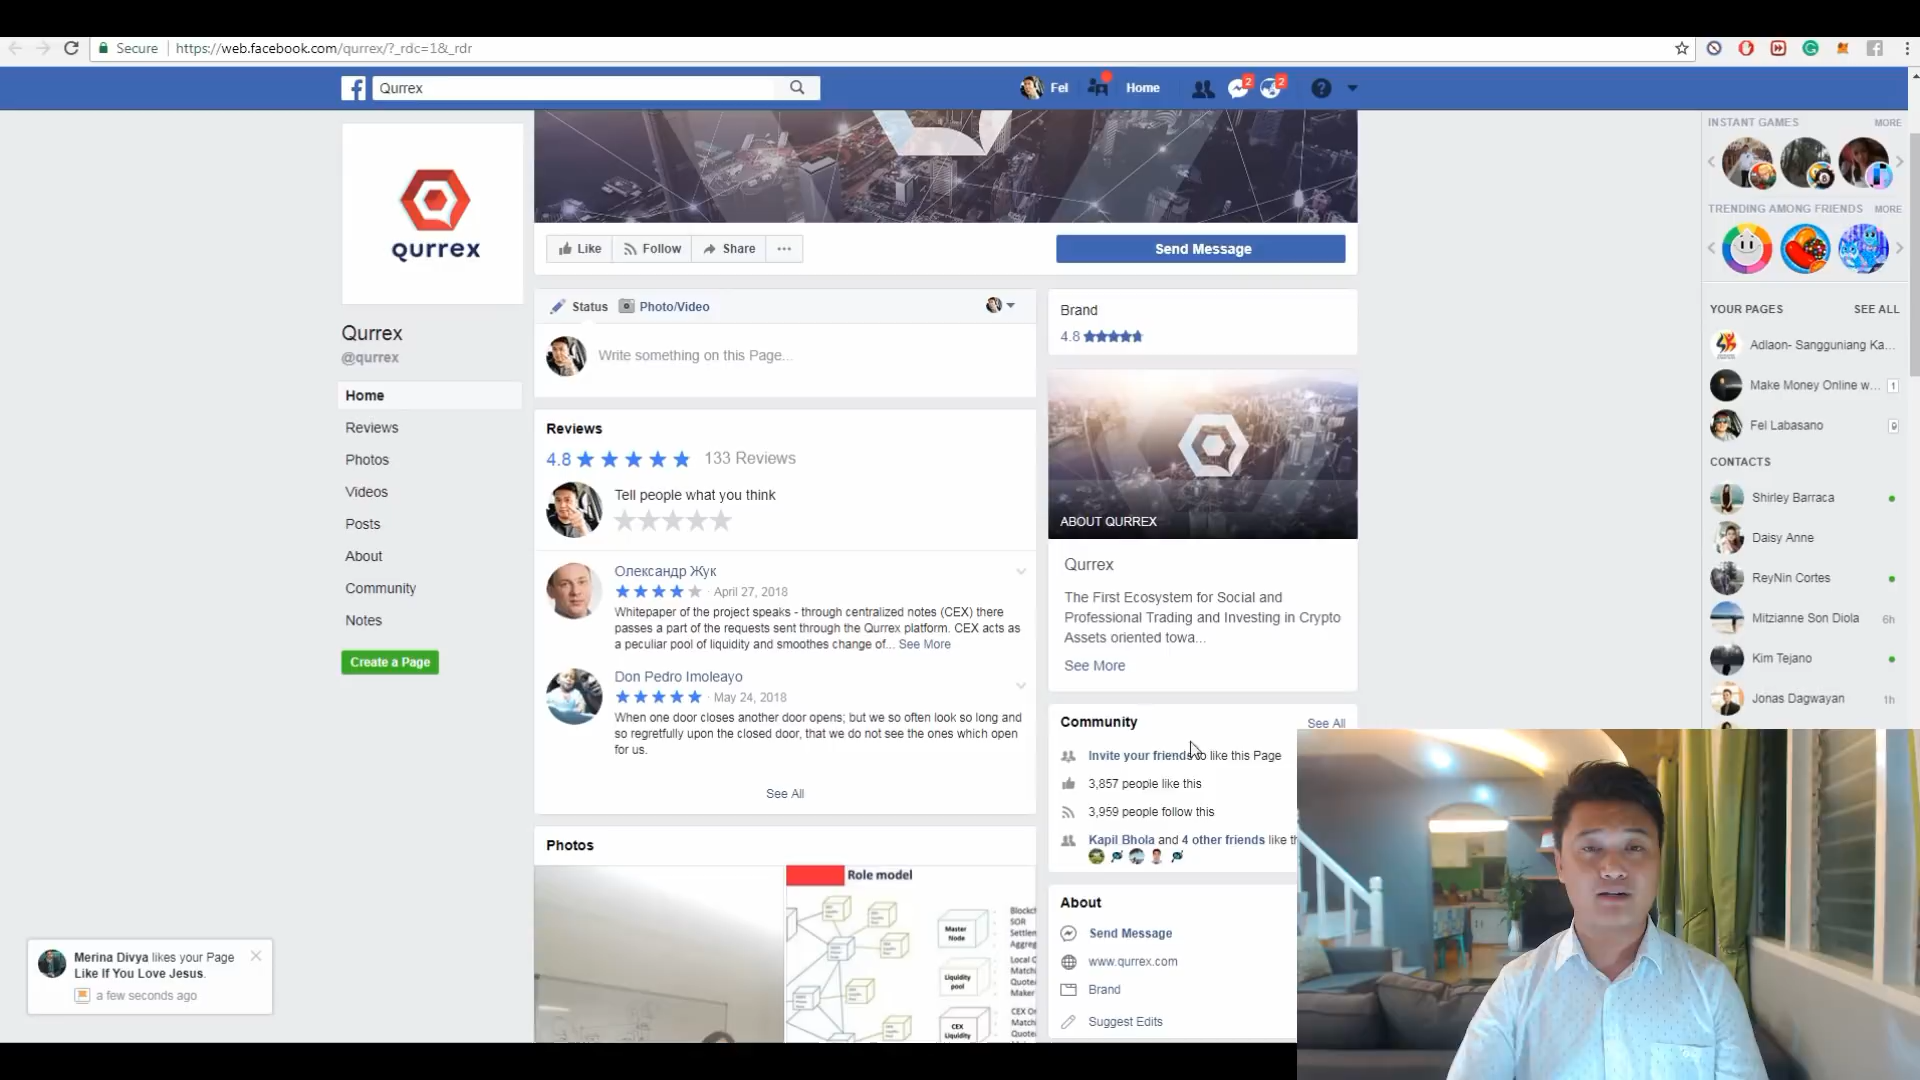 Secure
https://web.facebook.com/qurrex/?_rdc=1&_rdr
Qurrex
Fel
Home
2
2
qurrex
Qurrex
@qurrex
Home
Reviews
Photos
Videos
Posts
About
Community
Notes
Create a Page
Like
Follow
Share
Send Message
Status
Photo/Video
Write something on this Page...
Reviews
4.8
133 Reviews
Tell people what you think
Олександр Жук
· April 27, 2018
Whitepaper of the project speaks - through centralized notes (CEX) there
passes a part of the requests sent through the Qurrex platform. CEX acts as
a peculiar pool of liquidity and smoothes change of... See More
Don Pedro Imoleayo
· May 24, 2018
When one door closes another door opens; but we so often look so long and
so regretfully upon the closed door, that we do not see the ones which open
for us.
See All
Photos
Role model
Master
Node
Liquidity
pool
CEX
Liquidity
Brand
4.8
ABOUT QURREX
Qurrex
The First Ecosystem for Social and
Professional Trading and Investing in Crypto
Assets oriented towa...
See More
Community
See All
Invite your friends to like this Page
3,857 people like this
3,959 people follow this
Kapil Bhola and 4 other friends like
About
Send Message
www.qurrex.com
Brand
Suggest Edits
INSTANT GAMES
MORE
TRENDING AMONG FRIENDS
MORE
YOUR PAGES
SEE ALL
Adlaon- Sangguniang Ka...
Make Money Online w...
1
Fel Labasano
9
CONTACTS
Shirley Barraca
Daisy Anne
ReyNin Cortes
Mitzianne Son Diola
6h
Kim Tejano
Jonas Dagwayan
1h
Merina Divya likes your Page
Like If You Love Jesus.
a few seconds ago